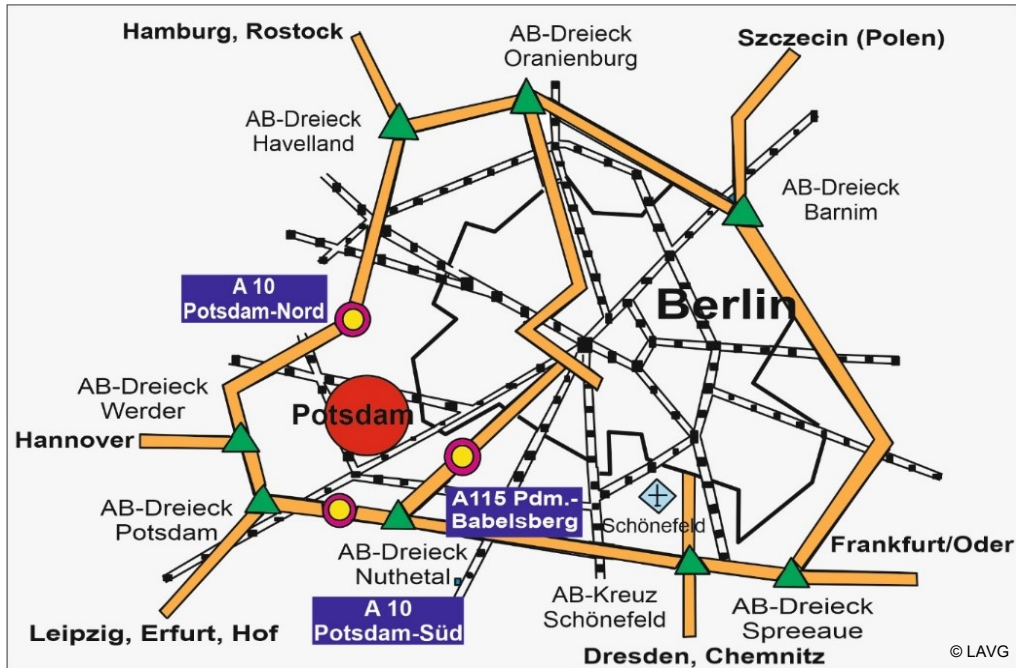 Hamburg, Rostock
AB-Dreieck
Oranienburg
Szczecin (Polen)
AB-Dreieck
Havelland
AB-Dreieck
Barnim
A 10
Potsdam-Nord
Berlin
AB-Dreieck
Werder
Potsdam
Hannover
A115 Pdm.-
Babelsberg
AB-Dreieck
Potsdam
Schönefeld
Frankfurt/Oder
AB-Dreieck
Nuthetal
AB-Kreuz
Schönefeld
AB-Dreieck
Spreeaue
A 10
Potsdam-Süd
Leipzig, Erfurt, Hof
Dresden, Chemnitz
© LAVG